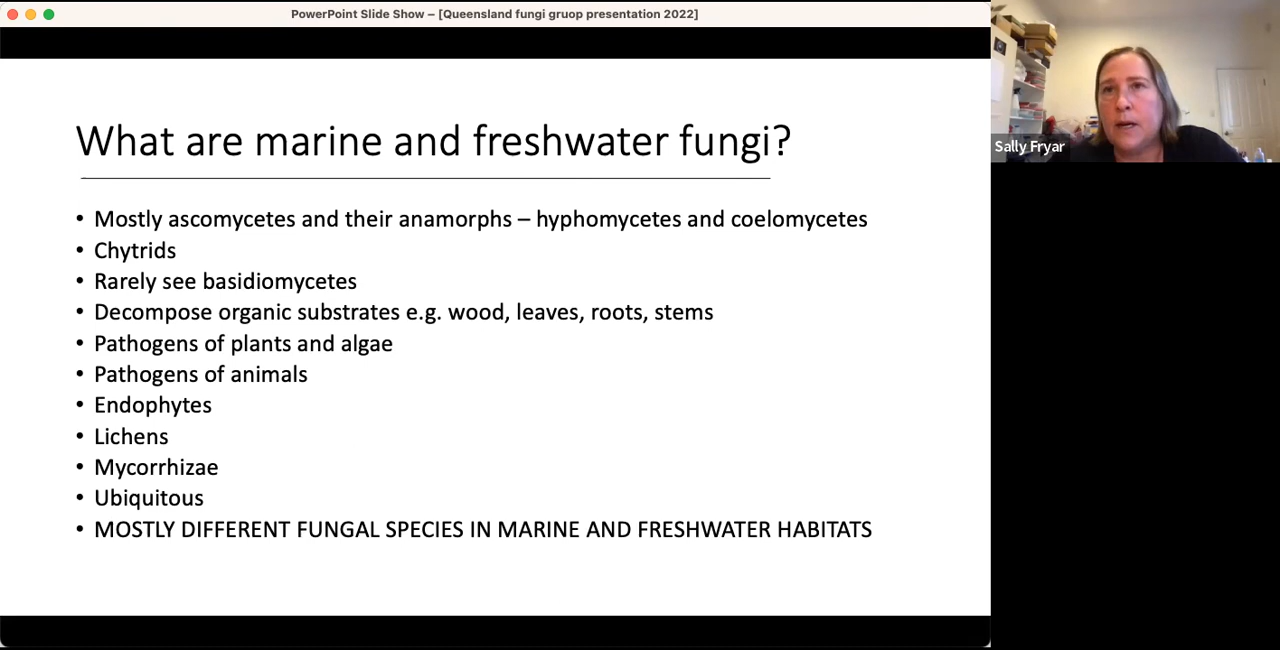 PowerPoint Slide Show – [Queensland fungi gruop presentation 2022]
What are marine and freshwater fungi?
• Mostly ascomycetes and their anamorphs – hyphomycetes and coelomycetes
• Chytrids
• Rarely see basidiomycetes
• Decompose organic substrates e.g. wood, leaves, roots, stems
• Pathogens of plants and algae
• Pathogens of animals
• Endophytes
• Lichens
• Mycorrhizae
• Ubiquitous
• MOSTLY DIFFERENT FUNGAL SPECIES IN MARINE AND FRESHWATER HABITATS
Sally Fryar